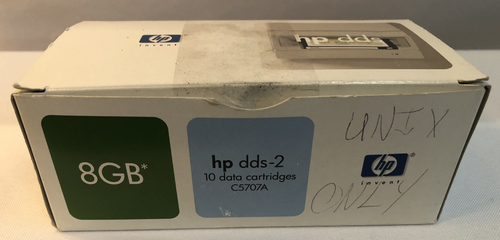 hp
invent
hp dds
8GB*
hp dds-2
10 data cartridges
C5707A
UNIX
hp
invent
ONLY